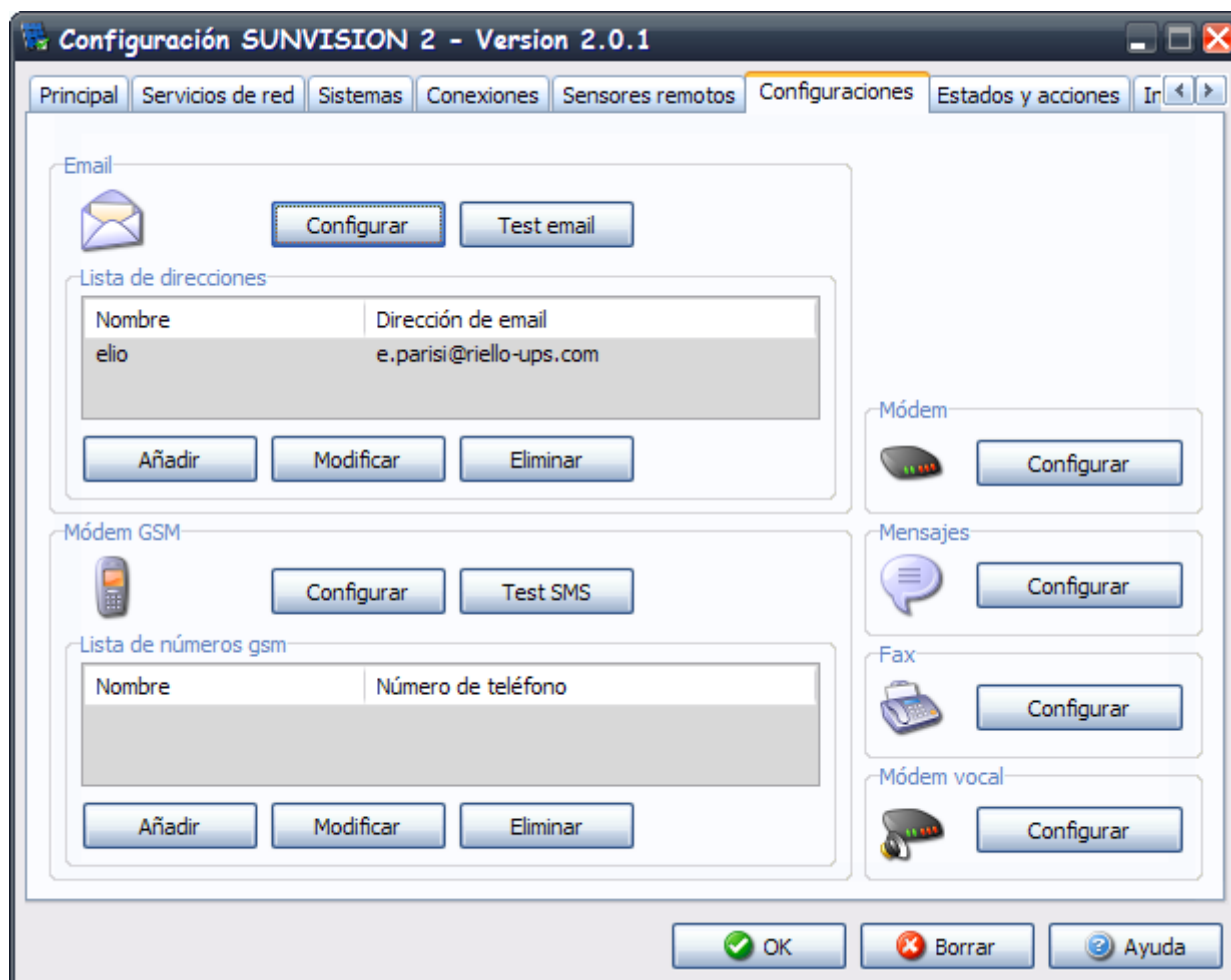 Configuración SUNVISION 2 - Version 2.0.1
Principal Servicios de red Sistemas Conexiones Sensores remotos Configuraciones Estados y acciones
Email
Configurar Test email
Lista de direcciones
Nombre Dirección de email
elio e.parisi@riello-ups.com
Añadir Modificar Eliminar
Módem
Configurar
Módem GSM
Configurar Test SMS
Lista de números gsm
Nombre Número de teléfono
Añadir Modificar Eliminar
Mensajes
Configurar
Fax
Configurar
Módem vocal
Configurar
OK Borrar Ayuda